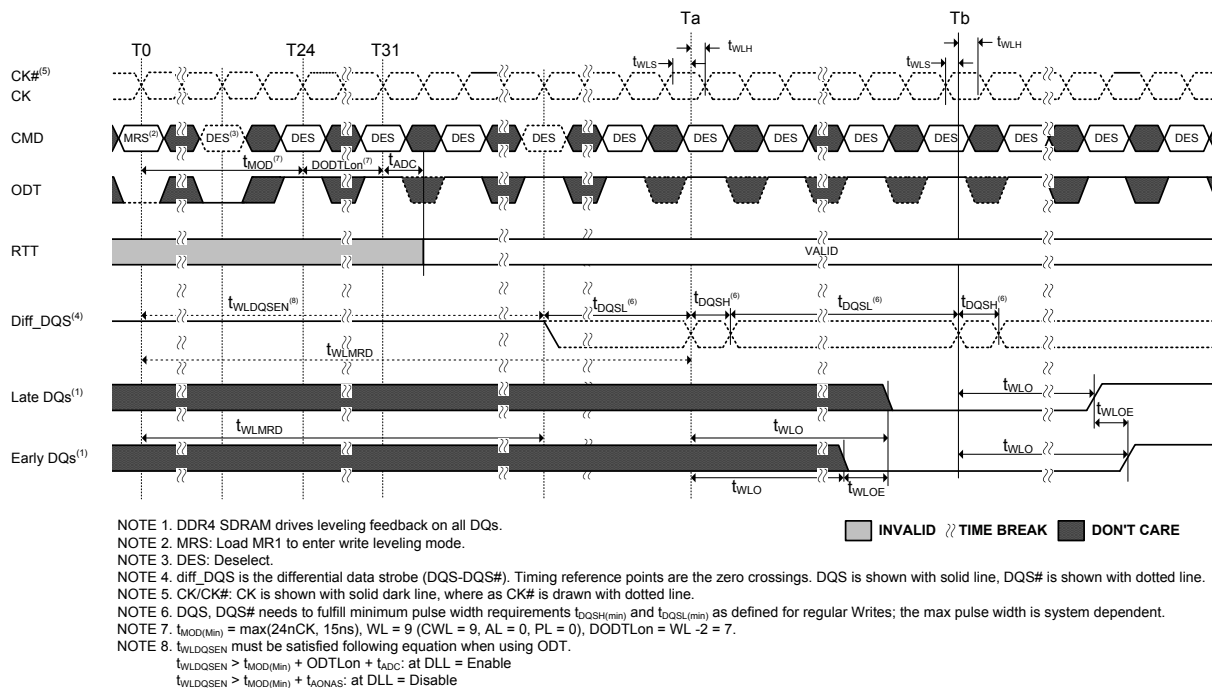 Ta Tb
T0 T24 T31
tWLH tWLH
tWLS tWLS
CK#(5)
CK
CMD MRS(2) DES(3) DES DES DES DES DES DES DES DES DES DES DES DES
tMOD(7) DODTLon(7) tADC
ODT
RTT VALID
tWLDQSEN(8) tDQSL(6) tDQSH(6) tDQSL(6) tDQSH(6)
Diff_DQS(4)
tWLMRD
Late DQs(1) tWLO
tWLOE
tWLMRD tWLO
tWLO
Early DQs(1)
tWLO tWLOE
NOTE 1. DDR4 SDRAM drives leveling feedback on all DQs.
INVALID TIME BREAK DON'T CARE
NOTE 2. MRS: Load MR1 to enter write leveling mode.
NOTE 3. DES: Deselect.
NOTE 4. diff_DQS is the differential data strobe (DQS-DQS#). Timing reference points are the zero crossings. DQS is shown with solid line, DQS# is shown with dotted line.
NOTE 5. CK/CK#: CK is shown with solid dark line, where as CK# is drawn with dotted line.
NOTE 6. DQS, DQS# needs to fulfill minimum pulse width requirements tDQSH(min) and tDQSL(min) as defined for regular Writes; the max pulse width is system dependent.
NOTE 7. tMOD(Min) = max(24nCK, 15ns), WL = 9 (CWL = 9, AL = 0, PL = 0), DODTLon = WL -2 = 7.
NOTE 8. tWLDQSEN must be satisfied following equation when using ODT.
tWLDQSEN > tMOD(Min) + ODTLon + tADC: at DLL = Enable
tWLDQSEN > tMOD(Min) + tAONAS: at DLL = Disable